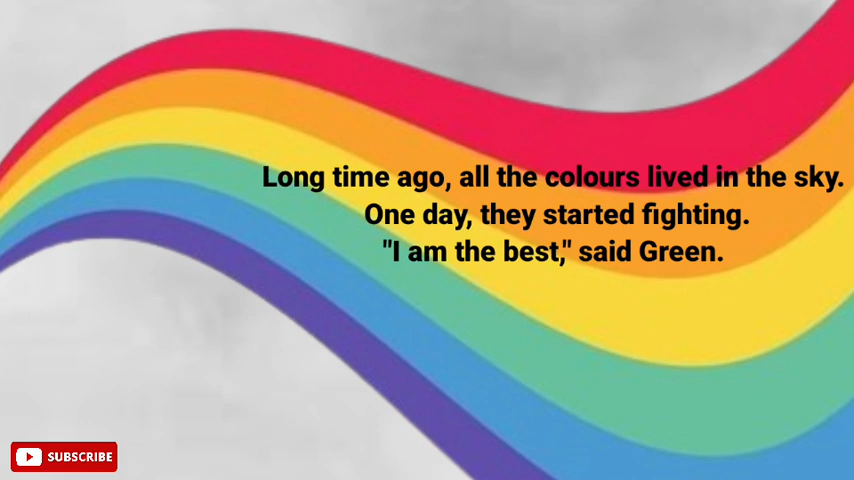 Long time ago, all the colours lived in the sky.
One day, they started fighting.
"I am the best," said Green.
SUBSCRIBE